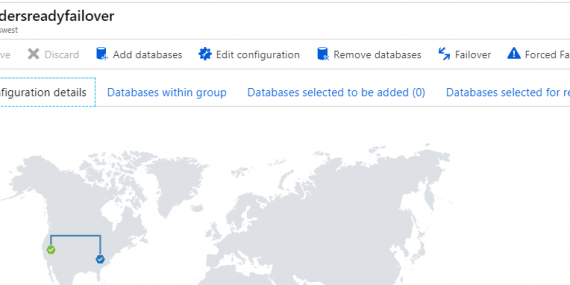 dersreadyfailover
swest
ve Discard Add databases Edit configuration Remove databases Failover Forced Fa
figuration details Databases within group Databases selected to be added (0) Databases selected for re